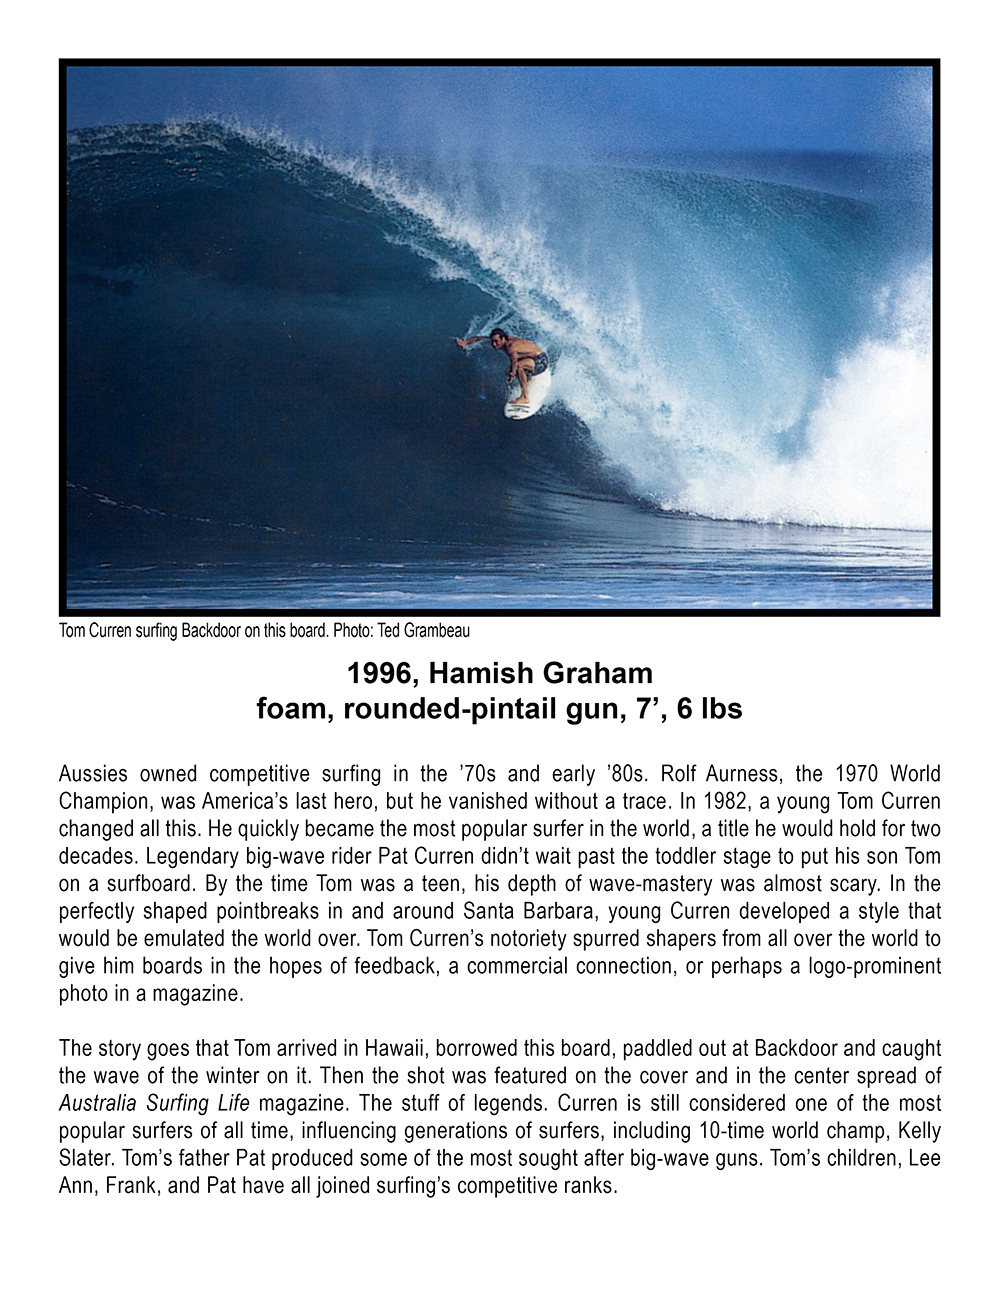 Tom Curren surfing Backdoor on this board. Photo: Ted Grambeau
1996, Hamish Graham
foam, rounded-pintail gun, 7’, 6 lbs
Aussies owned competitive surfing in the ’70s and early ’80s. Rolf Aurness, the 1970 World
Champion, was America’s last hero, but he vanished without a trace. In 1982, a young Tom Curren
changed all this. He quickly became the most popular surfer in the world, a title he would hold for two
decades. Legendary big-wave rider Pat Curren didn’t wait past the toddler stage to put his son Tom
on a surfboard. By the time Tom was a teen, his depth of wave-mastery was almost scary. In the
perfectly shaped pointbreaks in and around Santa Barbara, young Curren developed a style that
would be emulated the world over. Tom Curren’s notoriety spurred shapers from all over the world to
give him boards in the hopes of feedback, a commercial connection, or perhaps a logo-prominent
photo in a magazine.
The story goes that Tom arrived in Hawaii, borrowed this board, paddled out at Backdoor and caught
the wave of the winter on it. Then the shot was featured on the cover and in the center spread of
Australia Surfing Life magazine. The stuff of legends. Curren is still considered one of the most
popular surfers of all time, influencing generations of surfers, including 10-time world champ, Kelly
Slater. Tom’s father Pat produced some of the most sought after big-wave guns. Tom’s children, Lee
Ann, Frank, and Pat have all joined surfing’s competitive ranks.